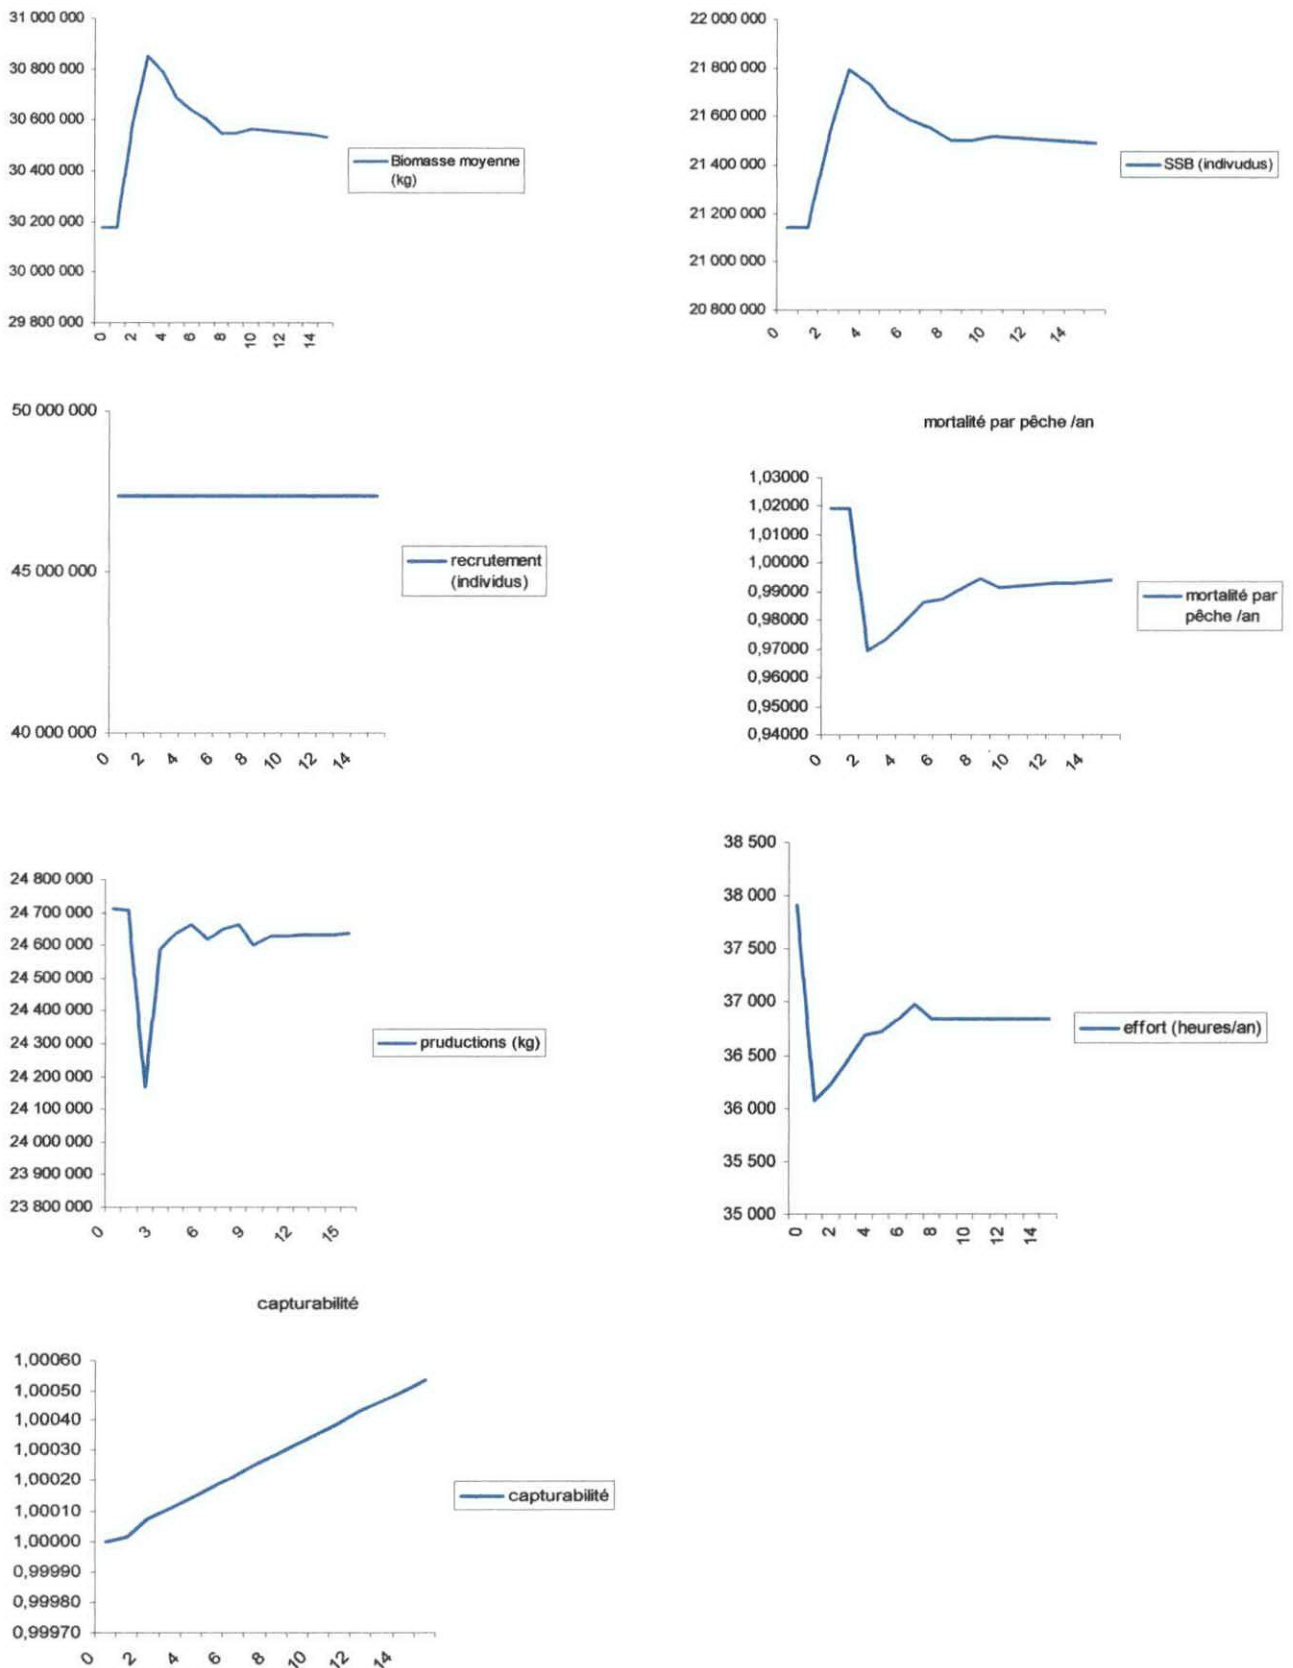 31 000 000
30 800 000
30 600 000
30 400 000
30 200 000
30 000 000
29 800 000
0
2
4
6
8
10
12
14
Biomasse moyenne
(kg)
22 000 000
21 800 000
21 600 000
21 400 000
21 200 000
21 000 000
20 800 000
0
2
4
6
8
10
12
14
SSB (indivudus)
50 000 000
45 000 000
40 000 000
0
2
4
6
8
10
12
14
recrutement
(individus)
mortalité par pêche /an
1,03000
1,02000
1,01000
1,00000
0,99000
0,98000
0,97000
0,96000
0,95000
0,94000
0
2
4
6
8
10
12
14
mortalité par
pêche /an
24 800 000
24 700 000
24 600 000
24 500 000
24 400 000
24 300 000
24 200 000
24 100 000
24 000 000
23 900 000
23 800 000
0
3
6
9
12
15
pruductions (kg)
38 500
38 000
37 500
37 000
36 500
36 000
35 500
35 000
0
2
4
6
8
10
12
14
effort (heures/an)
capturabilité
1,00060
1,00050
1,00040
1,00030
1,00020
1,00010
1,00000
0,99990
0,99980
0,99970
0
2
4
6
8
10
12
14
capturabilité